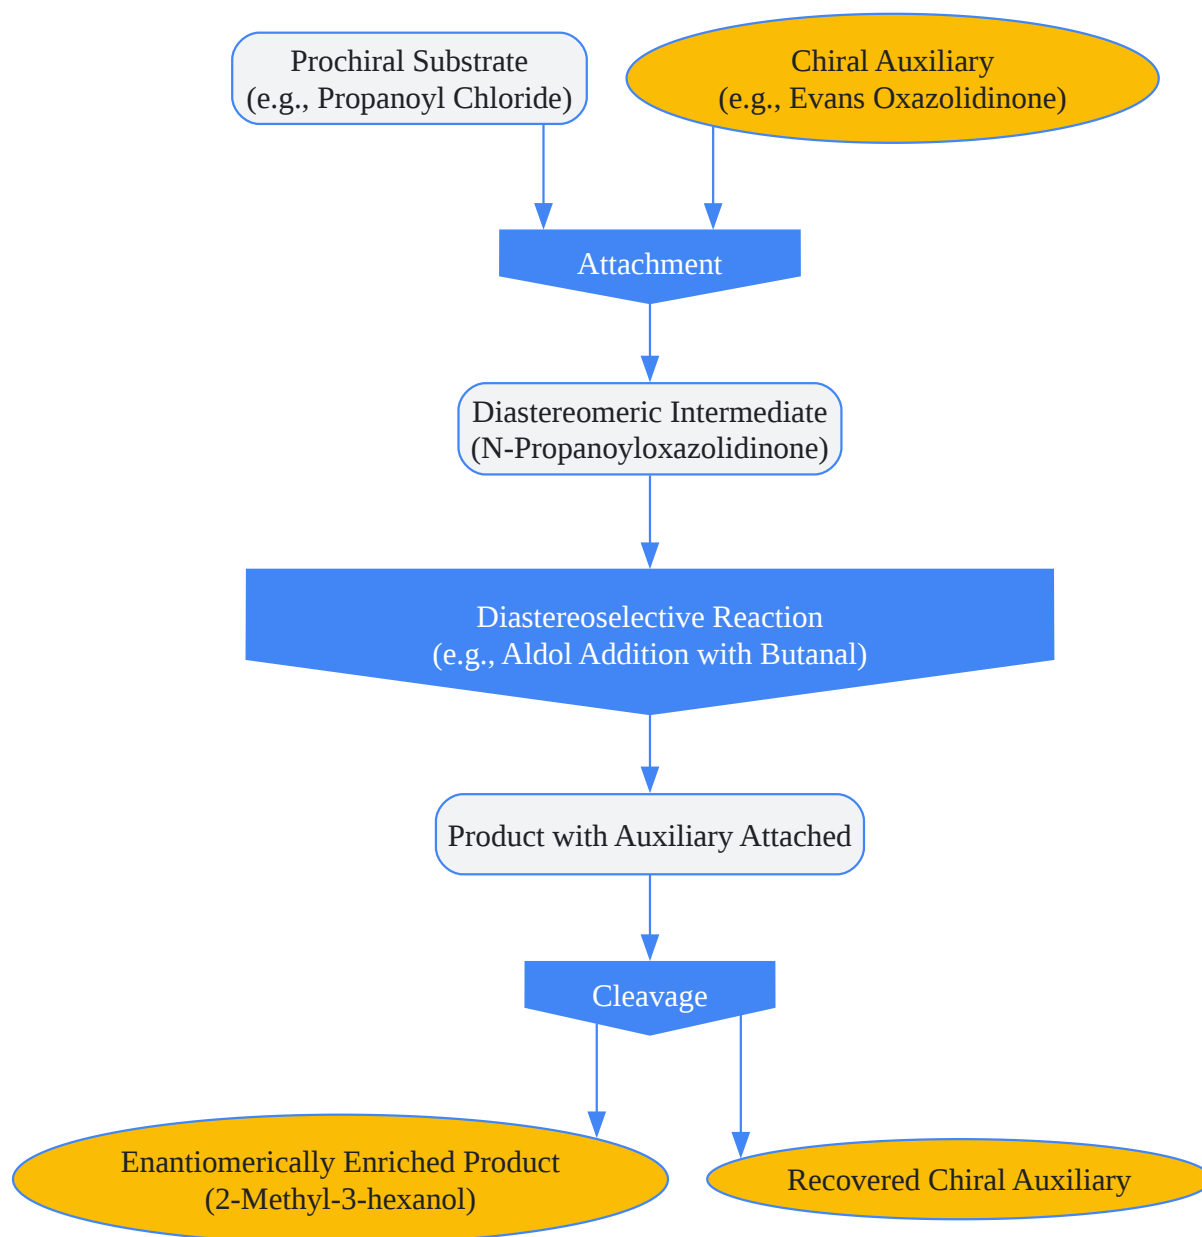 Prochiral Substrate
(e.g., Propanoyl Chloride)
Chiral Auxiliary
(e.g., Evans Oxazolidinone)
Attachment
Diastereomeric Intermediate
(N-Propanoyloxazolidinone)
Diastereoselective Reaction
(e.g., Aldol Addition with Butanal)
Product with Auxiliary Attached
Cleavage
Enantiomerically Enriched Product
(2-Methyl-3-hexanol)
Recovered Chiral Auxiliary